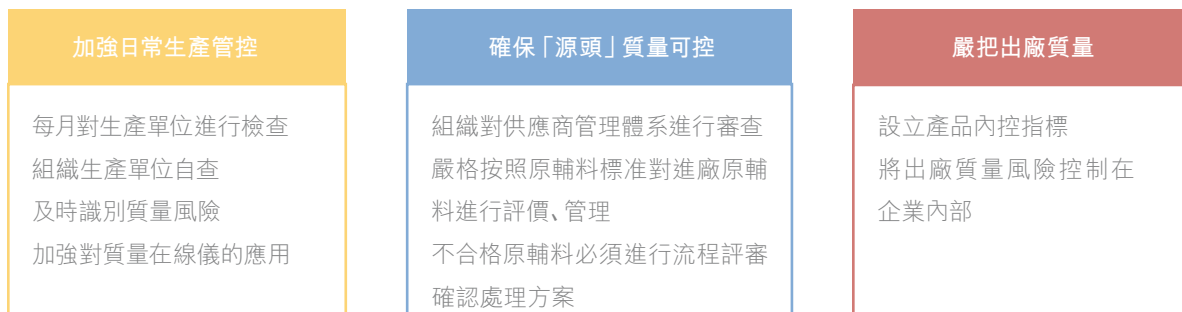 加強日常生產管控
每月對生產單位進行檢查
組織生產單位自查
及時識別質量風險
加強對質量在線儀的應用
確保「源頭」質量可控
組織對供應商管理體系進行審查
嚴格按照原輔料標准對進廠原輔
料進行評價、管理
不合格原輔料必須進行流程評審
確認處理方案
嚴把出廠質量
設立產品內控指標
將出廠質量風險控制在
企業內部